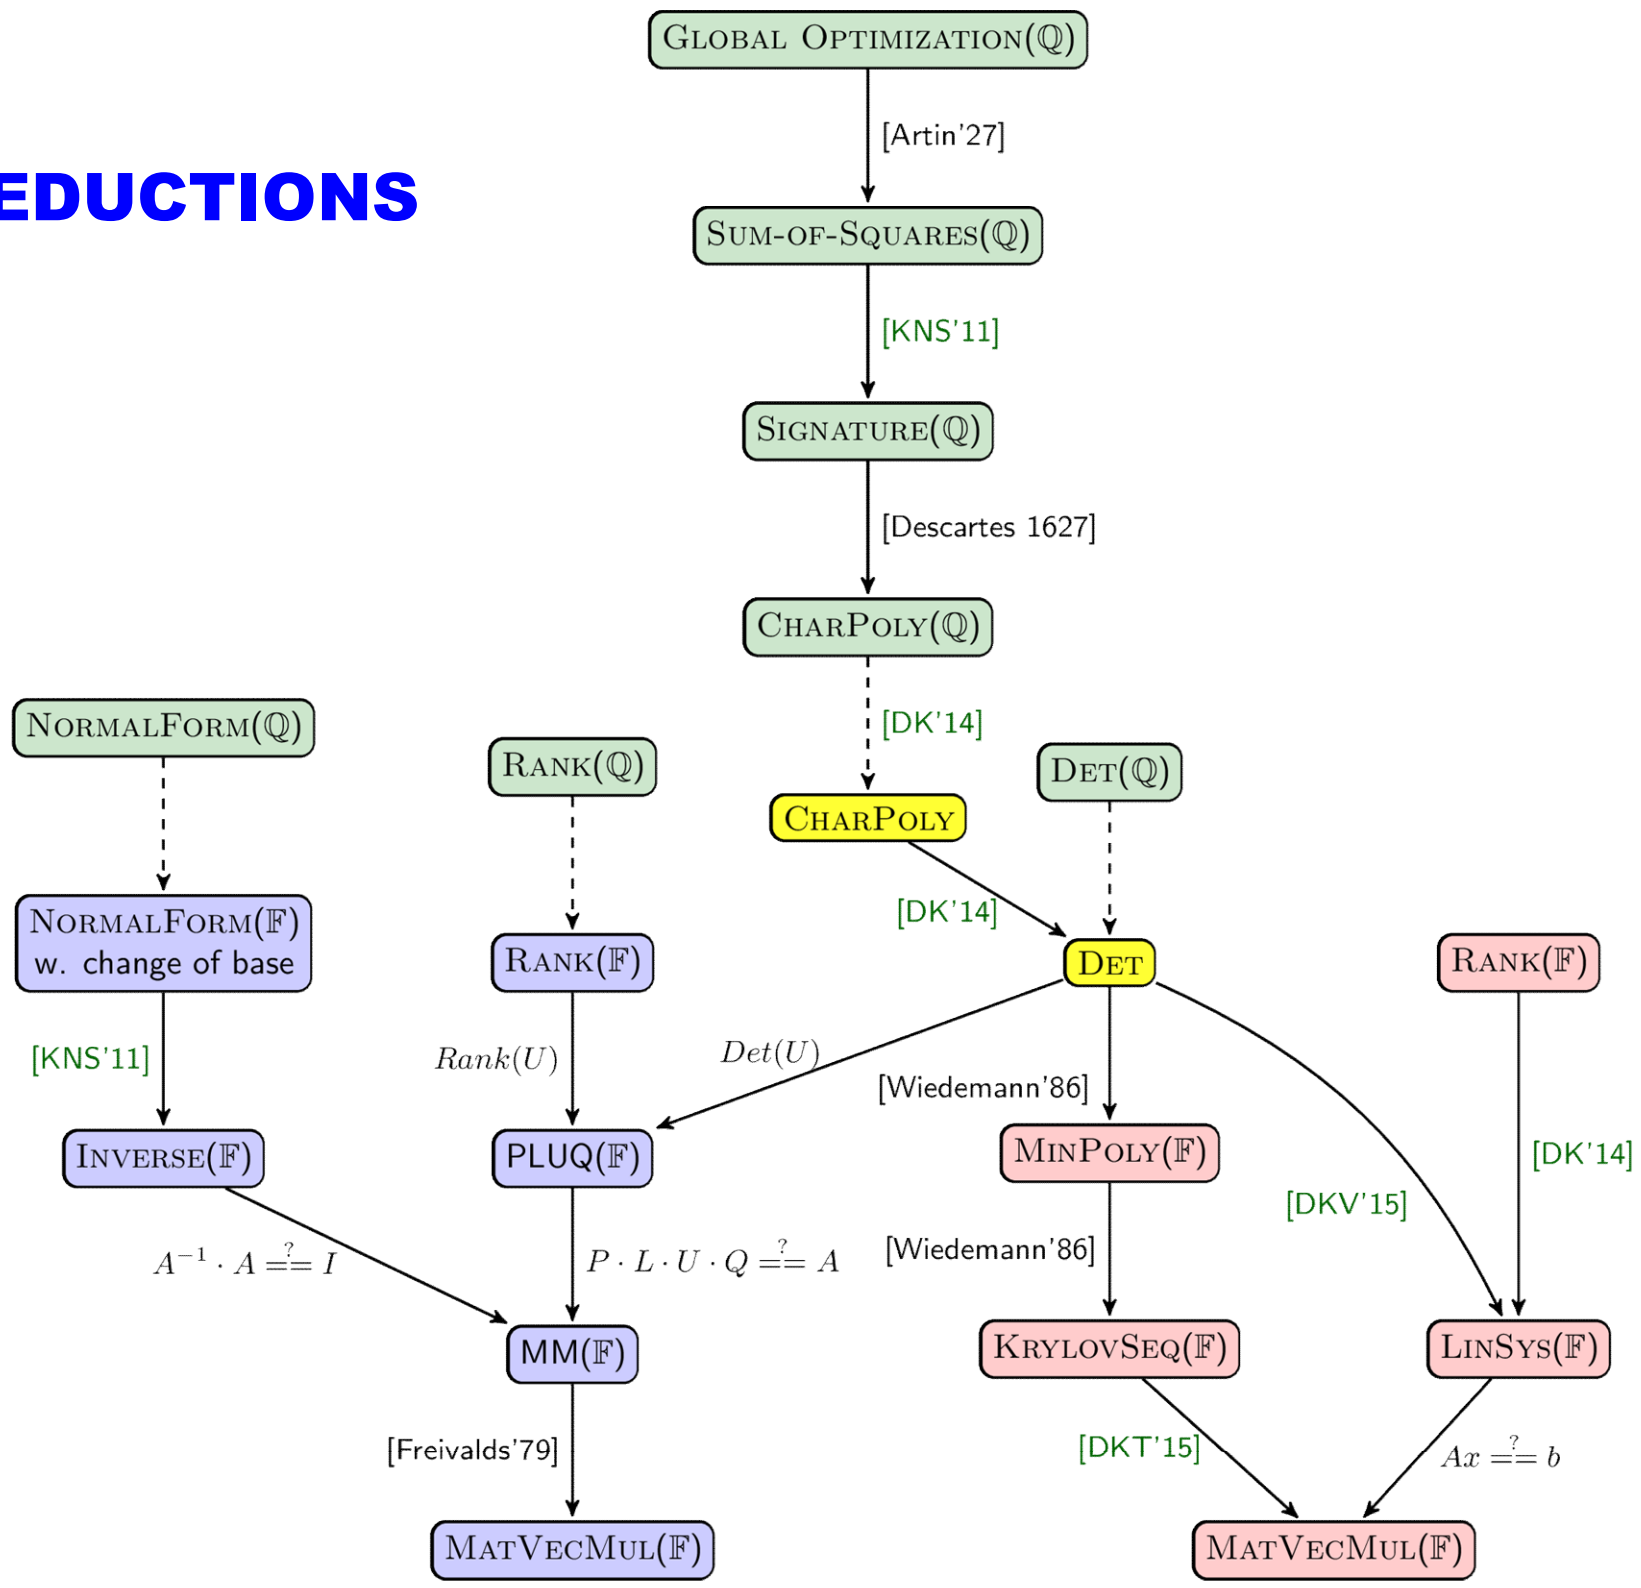 GLOBAL OPTIMIZATION(ℚ)
[Artin'27]
EDUCTIONS
SUM-OF-SQUARES(ℚ)
[KNS'11]
SIGNATURE(ℚ)
[Descartes 1627]
CHARPOLY(ℚ)
NORMALFORM(ℚ)
[DK'14]
RANK(ℚ)
DET(ℚ)
CHARPOLY
[DK'14]
NORMALFORM(𝔽)
w. change of base
RANK(𝔽)
DET
RANK(𝔽)
[KNS'11]
Rank(U)
Det(U)
[Wiedemann'86]
INVERSE(𝔽)
PLUQ(𝔽)
MINPOLY(𝔽)
[DK'14]
[DKV'15]
A⁻¹ · A ≟= I
P · L · U · Q ≟= A
[Wiedemann'86]
MM(𝔽)
KRYLOVSEQ(𝔽)
LINSYS(𝔽)
[Freivalds'79]
[DKT'15]
Ax ≟= b
MATVECMUL(𝔽)
MATVECMUL(𝔽)